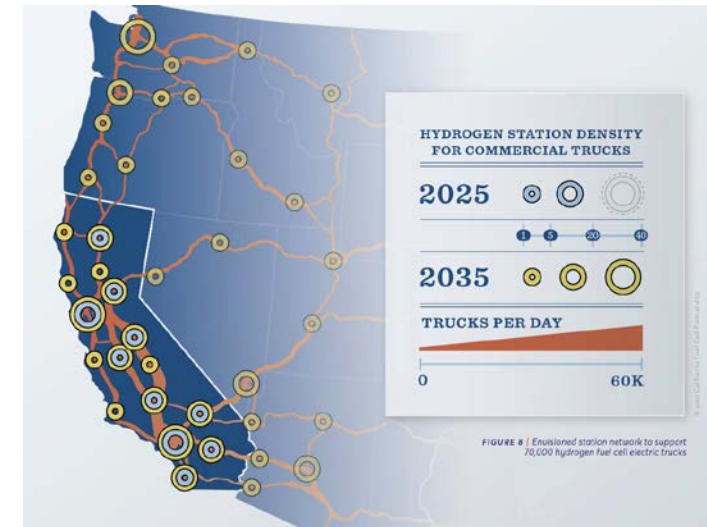 HYDROGEN STATION DENSITY
FOR COMMERCIAL TRUCKS
2025
1 5 20 40
2035
TRUCKS PER DAY
0 60K
FIGURE 8 | Envisioned station network to support
70,000 hydrogen fuel cell electric trucks